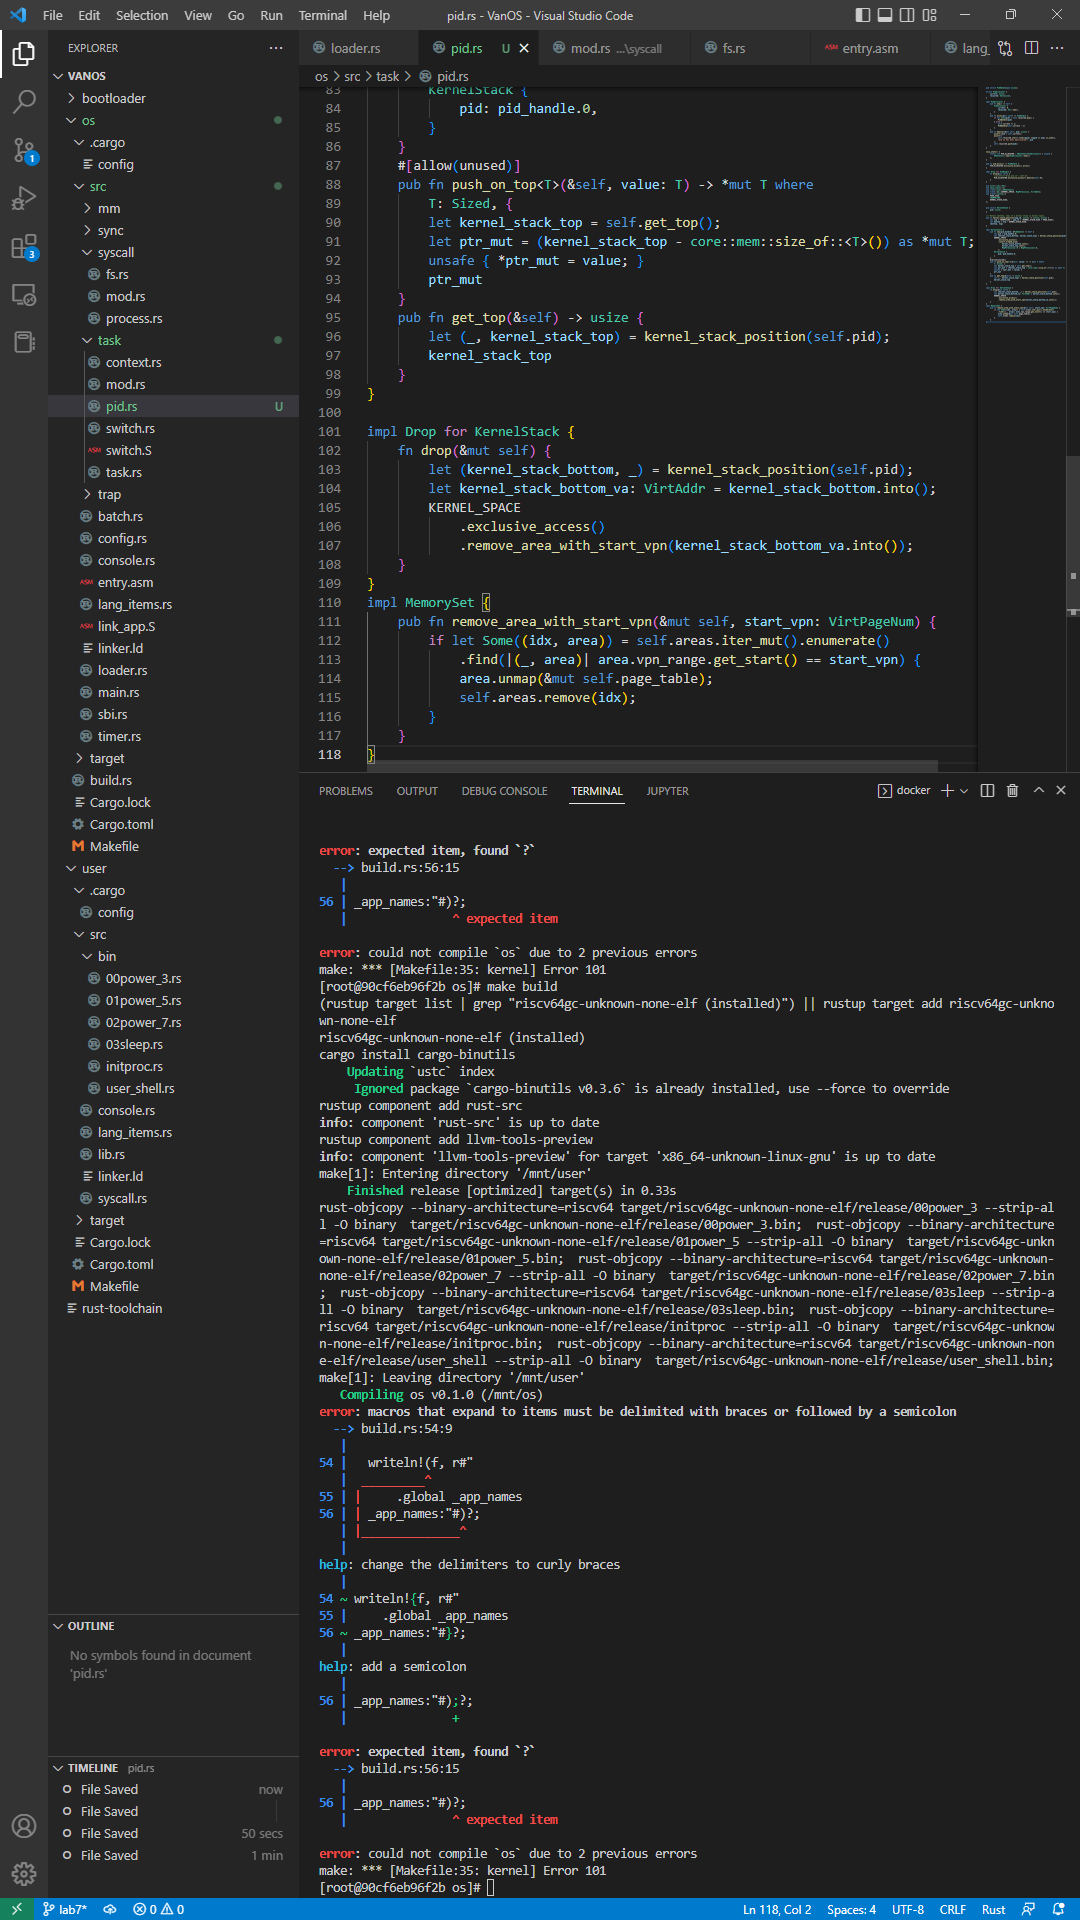 File Edit Selection View Go Run Terminal Help pid.rs - VanOS - Visual Studio Code
EXPLORER
VANOS
bootloader
os
.cargo
config
src
mm
sync
syscall
fs.rs
mod.rs
process.rs
task
context.rs
mod.rs
pid.rs U
switch.rs
ASM switch.S
task.rs
trap
batch.rs
config.rs
console.rs
ASM entry.asm
lang_items.rs
ASM link_app.S
linker.ld
loader.rs
main.rs
sbi.rs
timer.rs
target
build.rs
Cargo.lock
Cargo.toml
Makefile
user
.cargo
config
src
bin
00power_3.rs
01power_5.rs
02power_7.rs
03sleep.rs
initproc.rs
user_shell.rs
console.rs
lang_items.rs
lib.rs
linker.ld
syscall.rs
target
Cargo.lock
Cargo.toml
Makefile
rust-toolchain
OUTLINE
No symbols found in document
'pid.rs'
TIMELINE pid.rs
File Saved now
File Saved
File Saved 50 secs
File Saved 1 min
1
3
loader.rs pid.rs U mod.rs ...\syscall fs.rs ASM entry.asm lang_
os > src > task > pid.rs
83 KernelStack {
84 pid: pid_handle.0,
85 }
86 }
87 #[allow(unused)]
88 pub fn push_on_top<T>(&self, value: T) -> *mut T where
89 T: Sized, {
90 let kernel_stack_top = self.get_top();
91 let ptr_mut = (kernel_stack_top - core::mem::size_of::<T>()) as *mut T;
92 unsafe { *ptr_mut = value; }
93 ptr_mut
94 }
95 pub fn get_top(&self) -> usize {
96 let (_, kernel_stack_top) = kernel_stack_position(self.pid);
97 kernel_stack_top
98 }
99 }
100
101 impl Drop for KernelStack {
102 fn drop(&mut self) {
103 let (kernel_stack_bottom, _) = kernel_stack_position(self.pid);
104 let kernel_stack_bottom_va: VirtAddr = kernel_stack_bottom.into();
105 KERNEL_SPACE
106 .exclusive_access()
107 .remove_area_with_start_vpn(kernel_stack_bottom_va.into());
108 }
109 }
110 impl MemorySet {
111 pub fn remove_area_with_start_vpn(&mut self, start_vpn: VirtPageNum) {
112 if let Some((idx, area)) = self.areas.iter_mut().enumerate()
113 .find(|(_, area)| area.vpn_range.get_start() == start_vpn) {
114 area.unmap(&mut self.page_table);
115 self.areas.remove(idx);
116 }
117 }
118 }
PROBLEMS OUTPUT DEBUG CONSOLE TERMINAL JUPYTER docker
error: expected item, found `?`
--> build.rs:56:15
|
56 | _app_names:"#)?;
| ^ expected item

error: could not compile `os` due to 2 previous errors
make: *** [Makefile:35: kernel] Error 101
[root@90cf6eb96f2b os]# make build
(rustup target list | grep "riscv64gc-unknown-none-elf (installed)") || rustup target add riscv64gc-unkno
wn-none-elf
riscv64gc-unknown-none-elf (installed)
cargo install cargo-binutils
Updating `ustc` index
Ignored package `cargo-binutils v0.3.6` is already installed, use --force to override
rustup component add rust-src
info: component 'rust-src' is up to date
rustup component add llvm-tools-preview
info: component 'llvm-tools-preview' for target 'x86_64-unknown-linux-gnu' is up to date
make[1]: Entering directory '/mnt/user'
Finished release [optimized] target(s) in 0.33s
rust-objcopy --binary-architecture=riscv64 target/riscv64gc-unknown-none-elf/release/00power_3 --strip-al
l -O binary target/riscv64gc-unknown-none-elf/release/00power_3.bin; rust-objcopy --binary-architecture
=riscv64 target/riscv64gc-unknown-none-elf/release/01power_5 --strip-all -O binary target/riscv64gc-unkn
own-none-elf/release/01power_5.bin; rust-objcopy --binary-architecture=riscv64 target/riscv64gc-unknown-
none-elf/release/02power_7 --strip-all -O binary target/riscv64gc-unknown-none-elf/release/02power_7.bin
; rust-objcopy --binary-architecture=riscv64 target/riscv64gc-unknown-none-elf/release/03sleep --strip-a
ll -O binary target/riscv64gc-unknown-none-elf/release/03sleep.bin; rust-objcopy --binary-architecture=
riscv64 target/riscv64gc-unknown-none-elf/release/initproc --strip-all -O binary target/riscv64gc-unknow
n-none-elf/release/initproc.bin; rust-objcopy --binary-architecture=riscv64 target/riscv64gc-unknown-non
e-elf/release/user_shell --strip-all -O binary target/riscv64gc-unknown-none-elf/release/user_shell.bin;
make[1]: Leaving directory '/mnt/user'
Compiling os v0.1.0 (/mnt/os)
error: macros that expand to items must be delimited with braces or followed by a semicolon
--> build.rs:54:9
|
54 | writeln!(f, r#"
| _________^
55 | | .global _app_names
56 | | _app_names:"#)?;
| |_____________^
|
help: change the delimiters to curly braces
|
54 ~ writeln!{f, r#"
55 | .global _app_names
56 ~ _app_names:"#}?;
|
help: add a semicolon
|
56 | _app_names:"#);?;
| +

error: expected item, found `?`
--> build.rs:56:15
|
56 | _app_names:"#)?;
| ^ expected item

error: could not compile `os` due to 2 previous errors
make: *** [Makefile:35: kernel] Error 101
[root@90cf6eb96f2b os]#
lab7* 0 0 Ln 118, Col 2 Spaces: 4 UTF-8 CRLF Rust